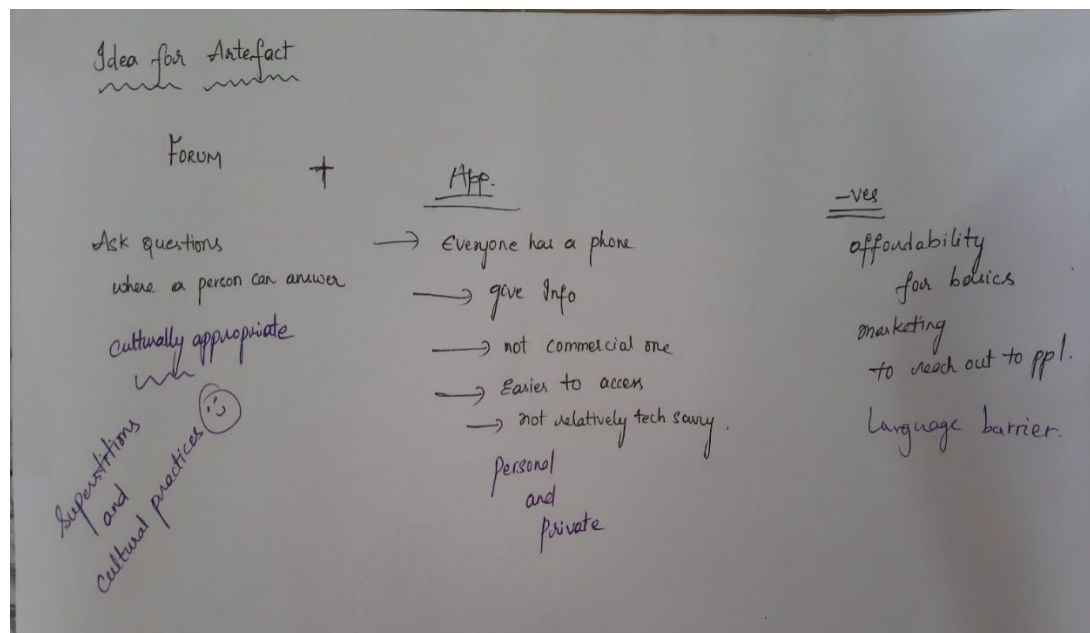 Idea for Artefact
FORUM
+
App.
-ves
Ask questions
where a person can answer
culturally appropriate
Superstitions
and
cultural practices
→ Everyone has a phone
→ give Info
→ not commercial one
→ Easier to access
→ not relatively tech savvy.
Personal
and
Private
affordability
for basics
marketing
to reach out to ppl.
Language barrier.